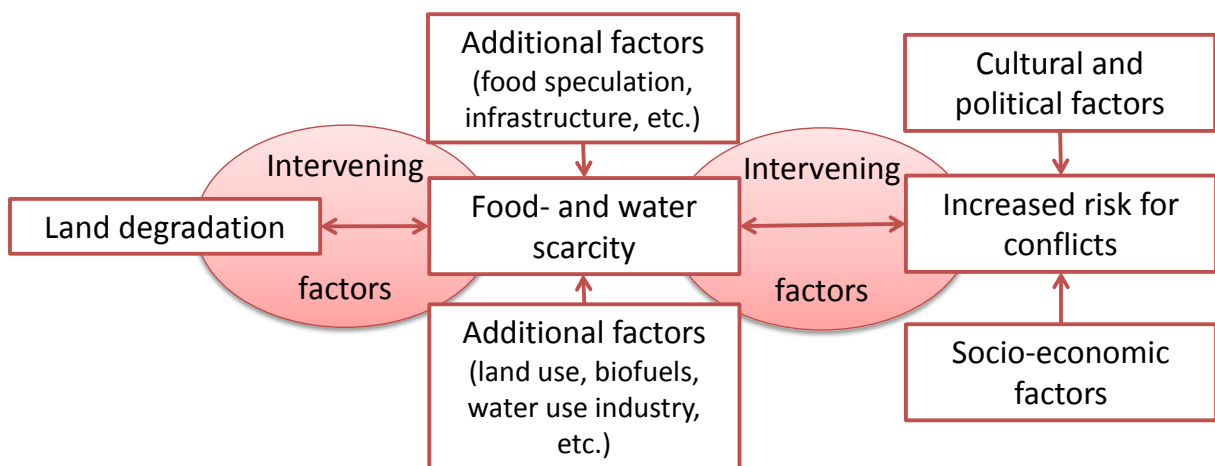 Additional factors
(food speculation,
infrastructure, etc.)
Cultural and
political factors
Intervening
factors
Intervening
factors
Land degradation
Food- and water
scarcity
Increased risk for
conflicts
Additional factors
(land use, biofuels,
water use industry,
etc.)
Socio-economic
factors